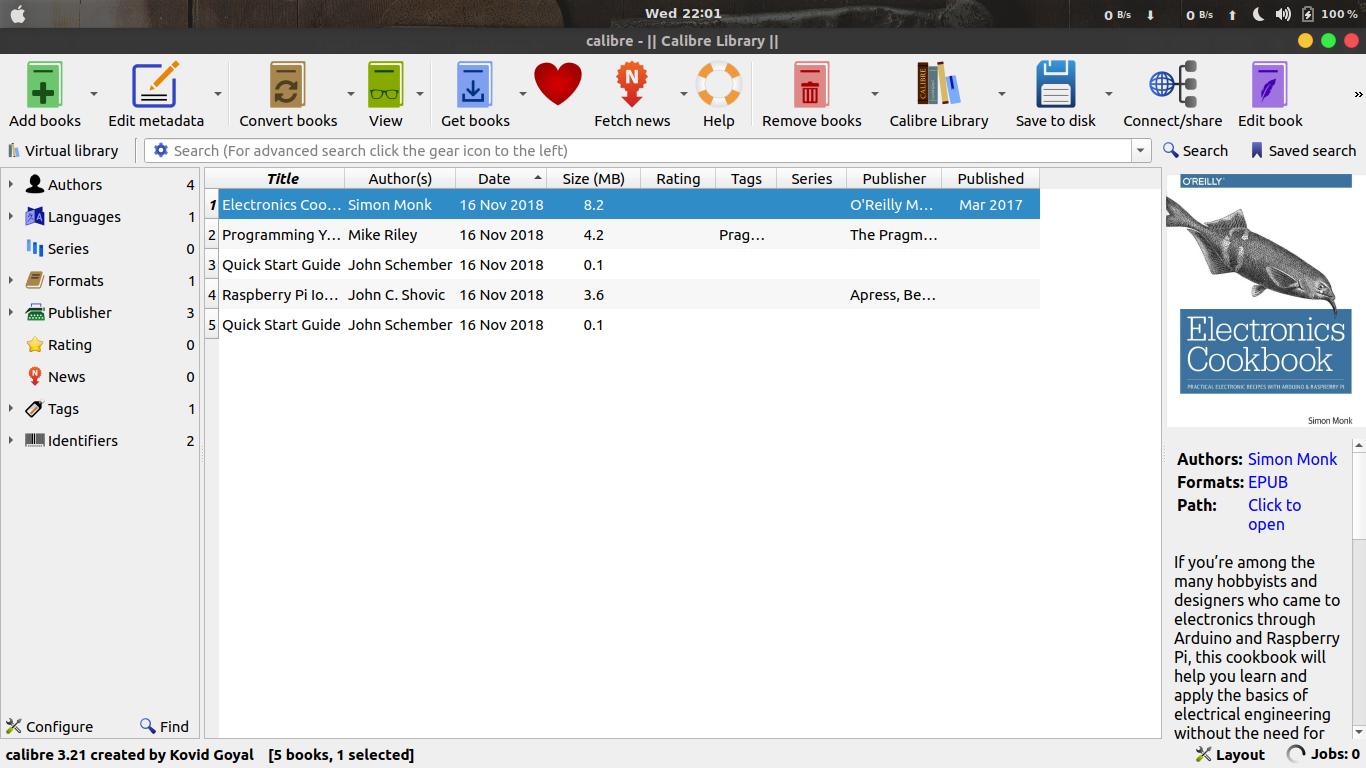 Wed 22:01
0 B/s 0 B/s 100 %
calibre - || Calibre Library ||
N
CALIBRE
Add books Edit metadata Convert books View Get books Fetch news Help Remove books Calibre Library Save to disk Connect/share Edit book »
Virtual library Search (For advanced search click the gear icon to the left) Search Saved search
Authors 4
Languages 1
Series 0
Formats 1
Publisher 3
Rating 0
News 0
Tags 1
Identifiers 2
Configure Find
Title Author(s) Date Size (MB) Rating Tags Series Publisher Published
1 Electronics Coo… Simon Monk 16 Nov 2018 8.2 O'Reilly M… Mar 2017
2 Programming Y… Mike Riley 16 Nov 2018 4.2 Prag… The Pragm…
3 Quick Start Guide John Schember 16 Nov 2018 0.1
4 Raspberry Pi Io… John C. Shovic 16 Nov 2018 3.6 Apress, Be…
5 Quick Start Guide John Schember 16 Nov 2018 0.1
O'REILLY
Electronics
Cookbook
PRACTICAL ELECTRONIC RECIPES WITH ARDUINO & RASPBERRY PI
Simon Monk
Authors: Simon Monk
Formats: EPUB
Path: Click to
open
If you’re among the
many hobbyists and
designers who came to
electronics through
Arduino and Raspberry
Pi, this cookbook will
help you learn and
apply the basics of
electrical engineering
without the need for
calibre 3.21 created by Kovid Goyal [5 books, 1 selected] Layout Jobs: 0